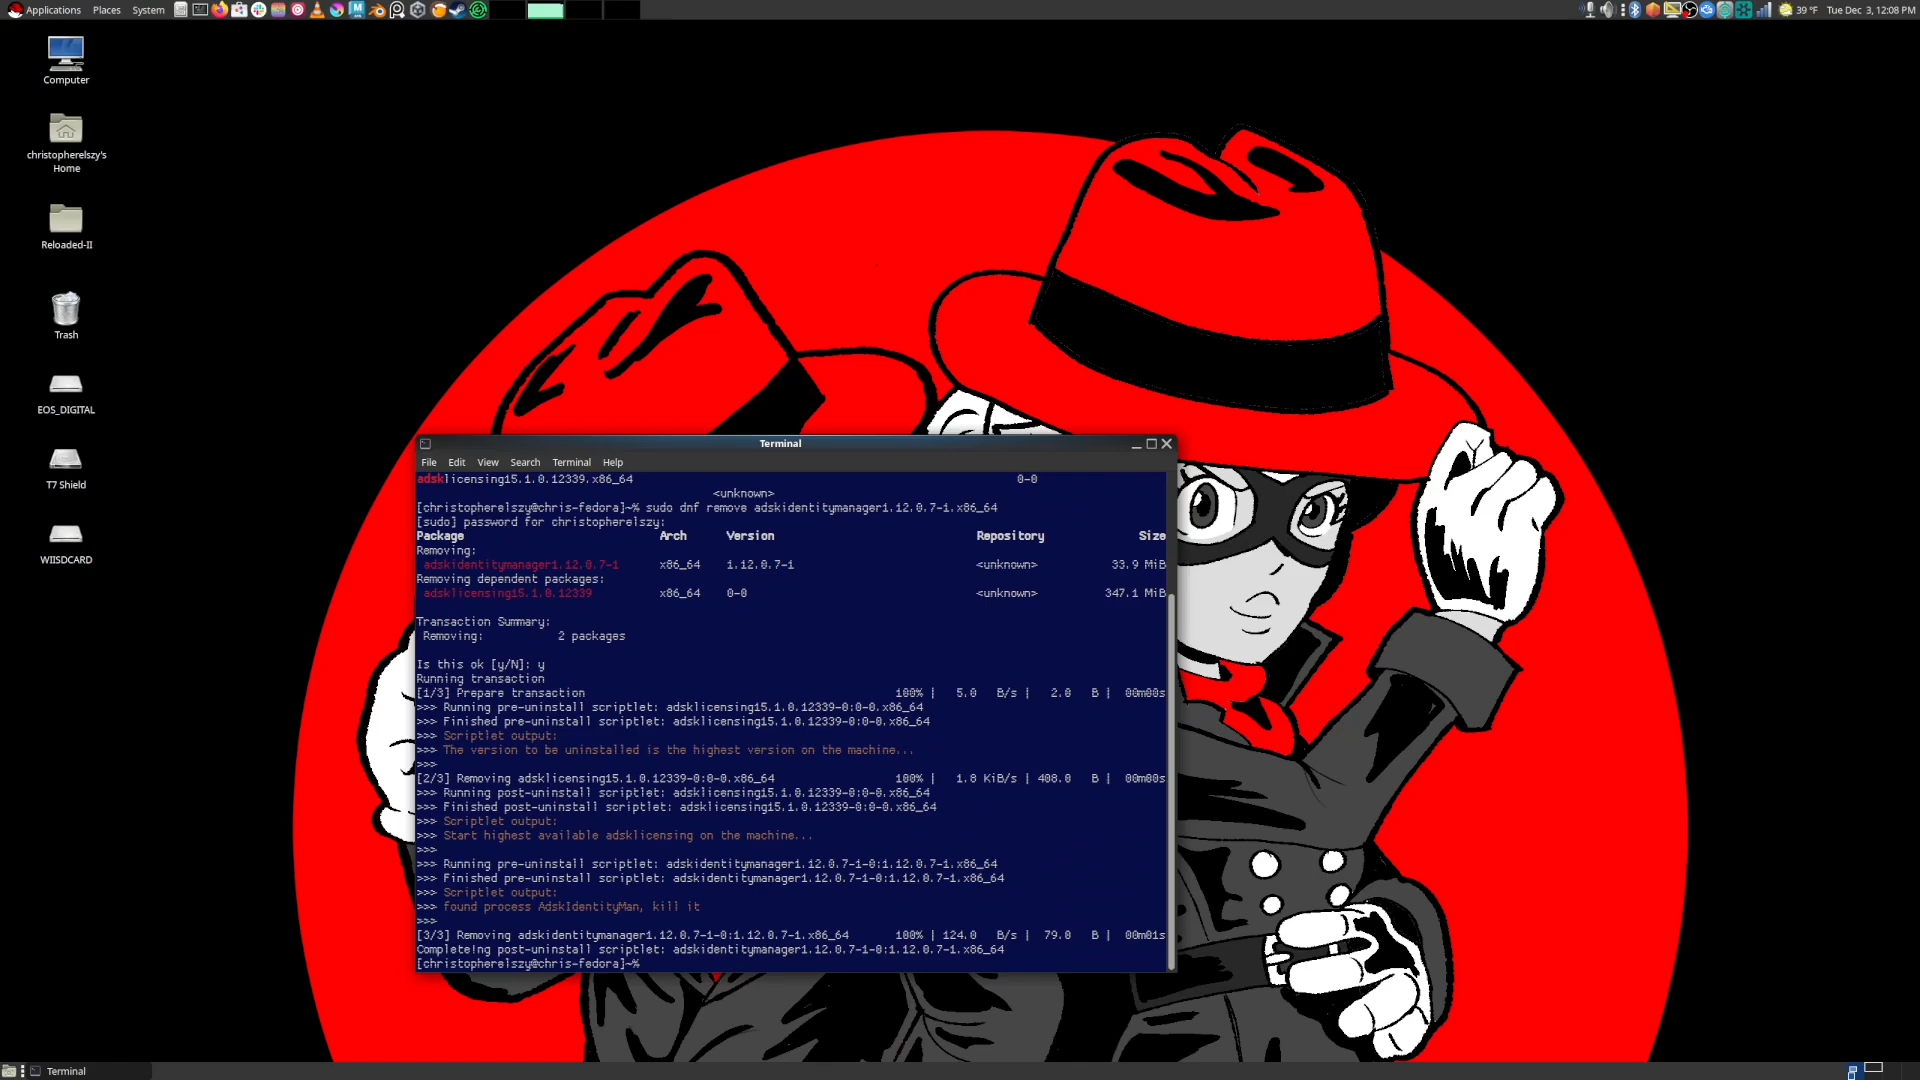 Applications Places System
39 °F Tue Dec 3, 12:08 PM
Computer
christopherelszy's
Home
Reloaded-II
Trash
EOS_DIGITAL
T7 Shield
WIISDCARD
Terminal
File Edit View Search Terminal Help
adsklicensing15.1.0.12339.x86_64 0-0
<unknown>
[christopherelszy@chris-fedora]~% sudo dnf remove adskidentitymanager1.12.0.7-1.x86_64
[sudo] password for christopherelszy:
Package Arch Version Repository Size
Removing:
adskidentitymanager1.12.0.7-1 x86_64 1.12.0.7-1 <unknown> 33.9 MiB
Removing dependent packages:
adsklicensing15.1.0.12339 x86_64 0-0 <unknown> 347.1 MiB
Transaction Summary:
Removing: 2 packages
Is this ok [y/N]: y
Running transaction
[1/3] Prepare transaction 100% | 5.0 B/s | 2.0 B | 00m00s
>>> Running pre-uninstall scriptlet: adsklicensing15.1.0.12339-0:0-0.x86_64
>>> Finished pre-uninstall scriptlet: adsklicensing15.1.0.12339-0:0-0.x86_64
>>> Scriptlet output:
>>> The version to be uninstalled is the highest version on the machine...
>>>
[2/3] Removing adsklicensing15.1.0.12339-0:0-0.x86_64 100% | 1.8 KiB/s | 408.0 B | 00m00s
>>> Running post-uninstall scriptlet: adsklicensing15.1.0.12339-0:0-0.x86_64
>>> Finished post-uninstall scriptlet: adsklicensing15.1.0.12339-0:0-0.x86_64
>>> Scriptlet output:
>>> Start highest available adsklicensing on the machine...
>>>
>>> Running pre-uninstall scriptlet: adskidentitymanager1.12.0.7-1-0:1.12.0.7-1.x86_64
>>> Finished pre-uninstall scriptlet: adskidentitymanager1.12.0.7-1-0:1.12.0.7-1.x86_64
>>> Scriptlet output:
>>> found process AdskIdentityMan, kill it
>>>
[3/3] Removing adskidentitymanager1.12.0.7-1-0:1.12.0.7-1.x86_64 100% | 124.0 B/s | 79.0 B | 00m01s
Complete!ng post-uninstall scriptlet: adskidentitymanager1.12.0.7-1-0:1.12.0.7-1.x86_64
[christopherelszy@chris-fedora]~%
Terminal